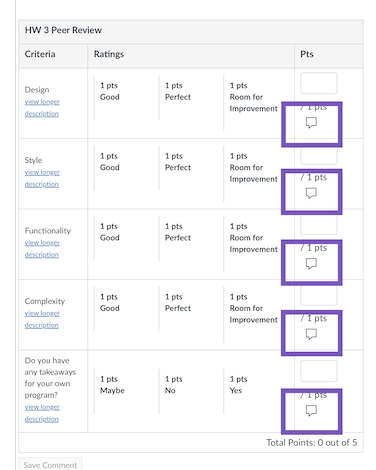 HW 3 Peer Review
Criteria Ratings Pts
Design
view longer
description
1 pts
Good
1 pts
Perfect
1 pts
Room for
Improvement
/ 1 pts
Style
view longer
description
1 pts
Good
1 pts
Perfect
1 pts
Room for
Improvement
/ 1 pts
Functionality
view longer
description
1 pts
Good
1 pts
Perfect
1 pts
Room for
Improvement
/ 1 pts
Complexity
view longer
description
1 pts
Good
1 pts
Perfect
1 pts
Room for
Improvement
/ 1 pts
Do you have
any takeaways
for your own
program?
view longer
description
1 pts
Maybe
1 pts
No
1 pts
Yes
/ 1 pts
Total Points: 0 out of 5
Save Comment